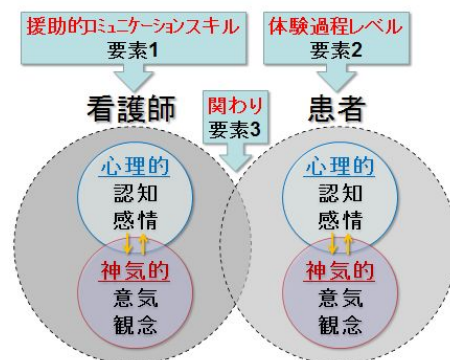 援助的コミュニケーションスキル
要素1
体験過程レベル
要素2
看護師
関わり
要素3
患者
心理的
認知
感情
神気的
意気
観念
心理的
認知
感情
神気的
意気
観念